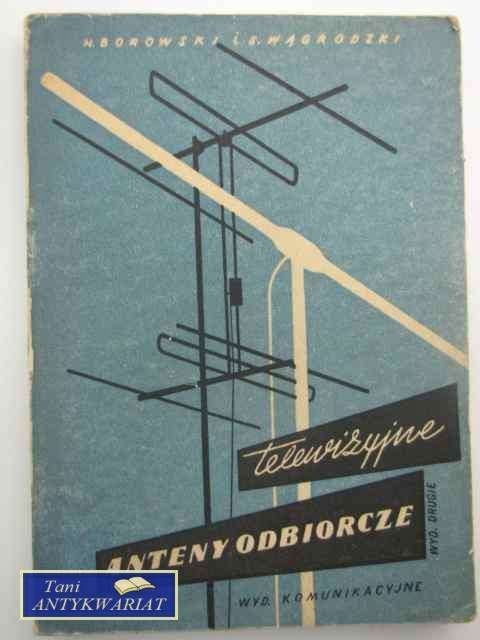 H. BOROWSKI i S. WĄGRODZKI
telewizyjne
ANTENY ODBIORCZE
WYD. DRUGIE
WYD. KOMUNIKACYJNE
Tani
ANTYKWARIAT